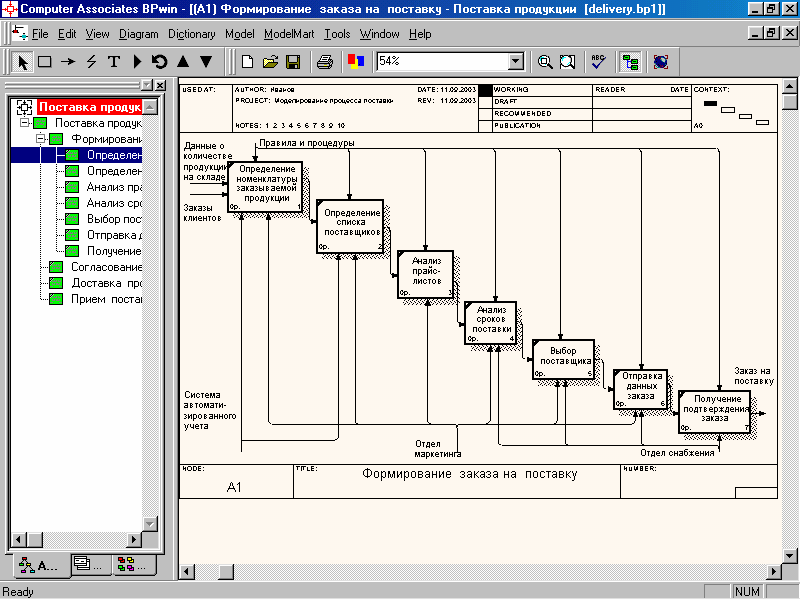 Computer Associates BPwin - [(A1) Формирование заказа на поставку - Поставка продукции [delivery.bp1]]
File Edit View Diagram Dictionary Model ModelMart Tools Window Help
54%
ABC
Поставка продук
Поставка продук
Формировани
Определен
Определен
Анализ пра
Анализ сро
Выбор пос
Отправка д
Получение
Согласование
Доставка про
Прием поста
A...
...
...
USED AT:
AUTHOR: Иванов
DATE: 11.09.2003
PROJECT: Моделирование процесса поставки
REV: 11.09.2003
NOTES: 1 2 3 4 5 6 7 8 9 10
WORKING
DRAFT
RECOMMENDED
PUBLICATION
READER
DATE
CONTEXT:
A0
Данные о
количестве
продукции
на складе
Правила и процедуры
Заказы
клиентов
Определение
номенклатуры
заказываемой
продукции
0р. 1
Определение
списка
поставщиков
0р. 2
Анализ
прайс-
листов
0р. 3
Анализ
сроков
поставки
0р. 4
Выбор
поставщика
0р. 5
Отправка
данных
заказа
0р. 6
Получение
подтверждения
заказа
0р. 7
Заказ на
поставку
Система
автомати-
зированного
учета
Отдел
маркетинга
Отдел снабжения
NODE:
A1
TITLE:
Формирование заказа на поставку
NUMBER:
Ready
NUM